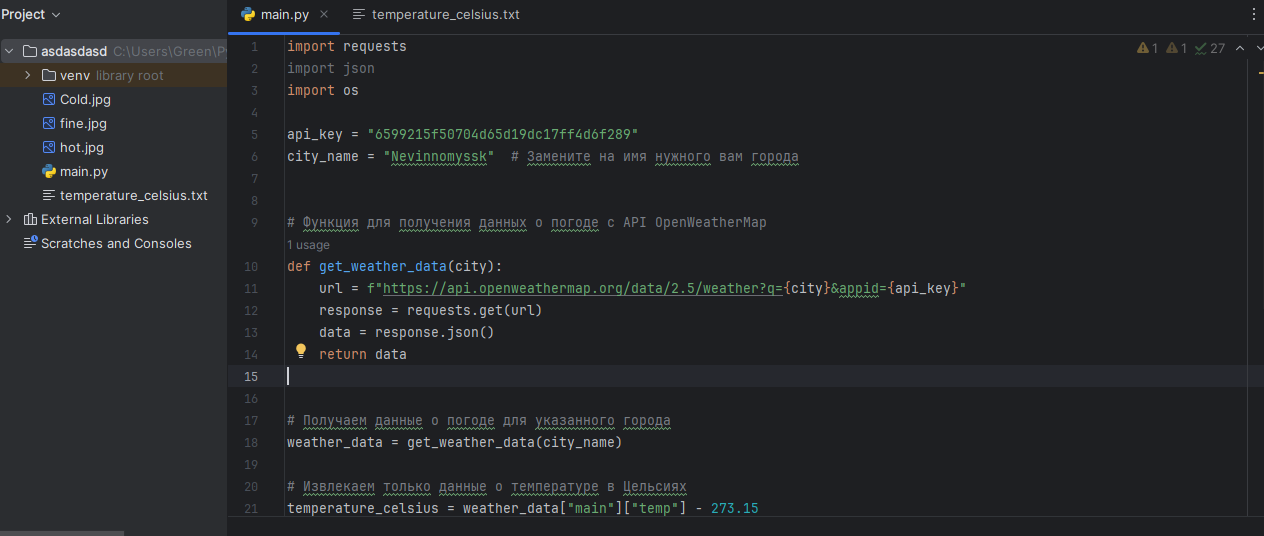 Project
main.py
temperature_celsius.txt
asdasdasd C:\Users\Green\Py
venv library root
Cold.jpg
fine.jpg
hot.jpg
main.py
temperature_celsius.txt
External Libraries
Scratches and Consoles
1 1 27
1 import requests
2 import json
3 import os
4
5 api_key = "6599215f50704d65d19dc17ff4d6f289"
6 city_name = "Nevinnomyssk"  # Замените на имя нужного вам города
7
8
9 # Функция для получения данных о погоде с API OpenWeatherMap
1 usage
10 def get_weather_data(city):
11     url = f"https://api.openweathermap.org/data/2.5/weather?q={city}&appid={api_key}"
12     response = requests.get(url)
13     data = response.json()
14     return data
15
16
17 # Получаем данные о погоде для указанного города
18 weather_data = get_weather_data(city_name)
19
20 # Извлекаем только данные о температуре в Цельсиях
21 temperature_celsius = weather_data["main"]["temp"] - 273.15